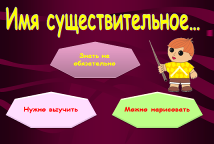 Имя существительное...
Знать не
обязательно
Нужно выучить
Можно нарисовать